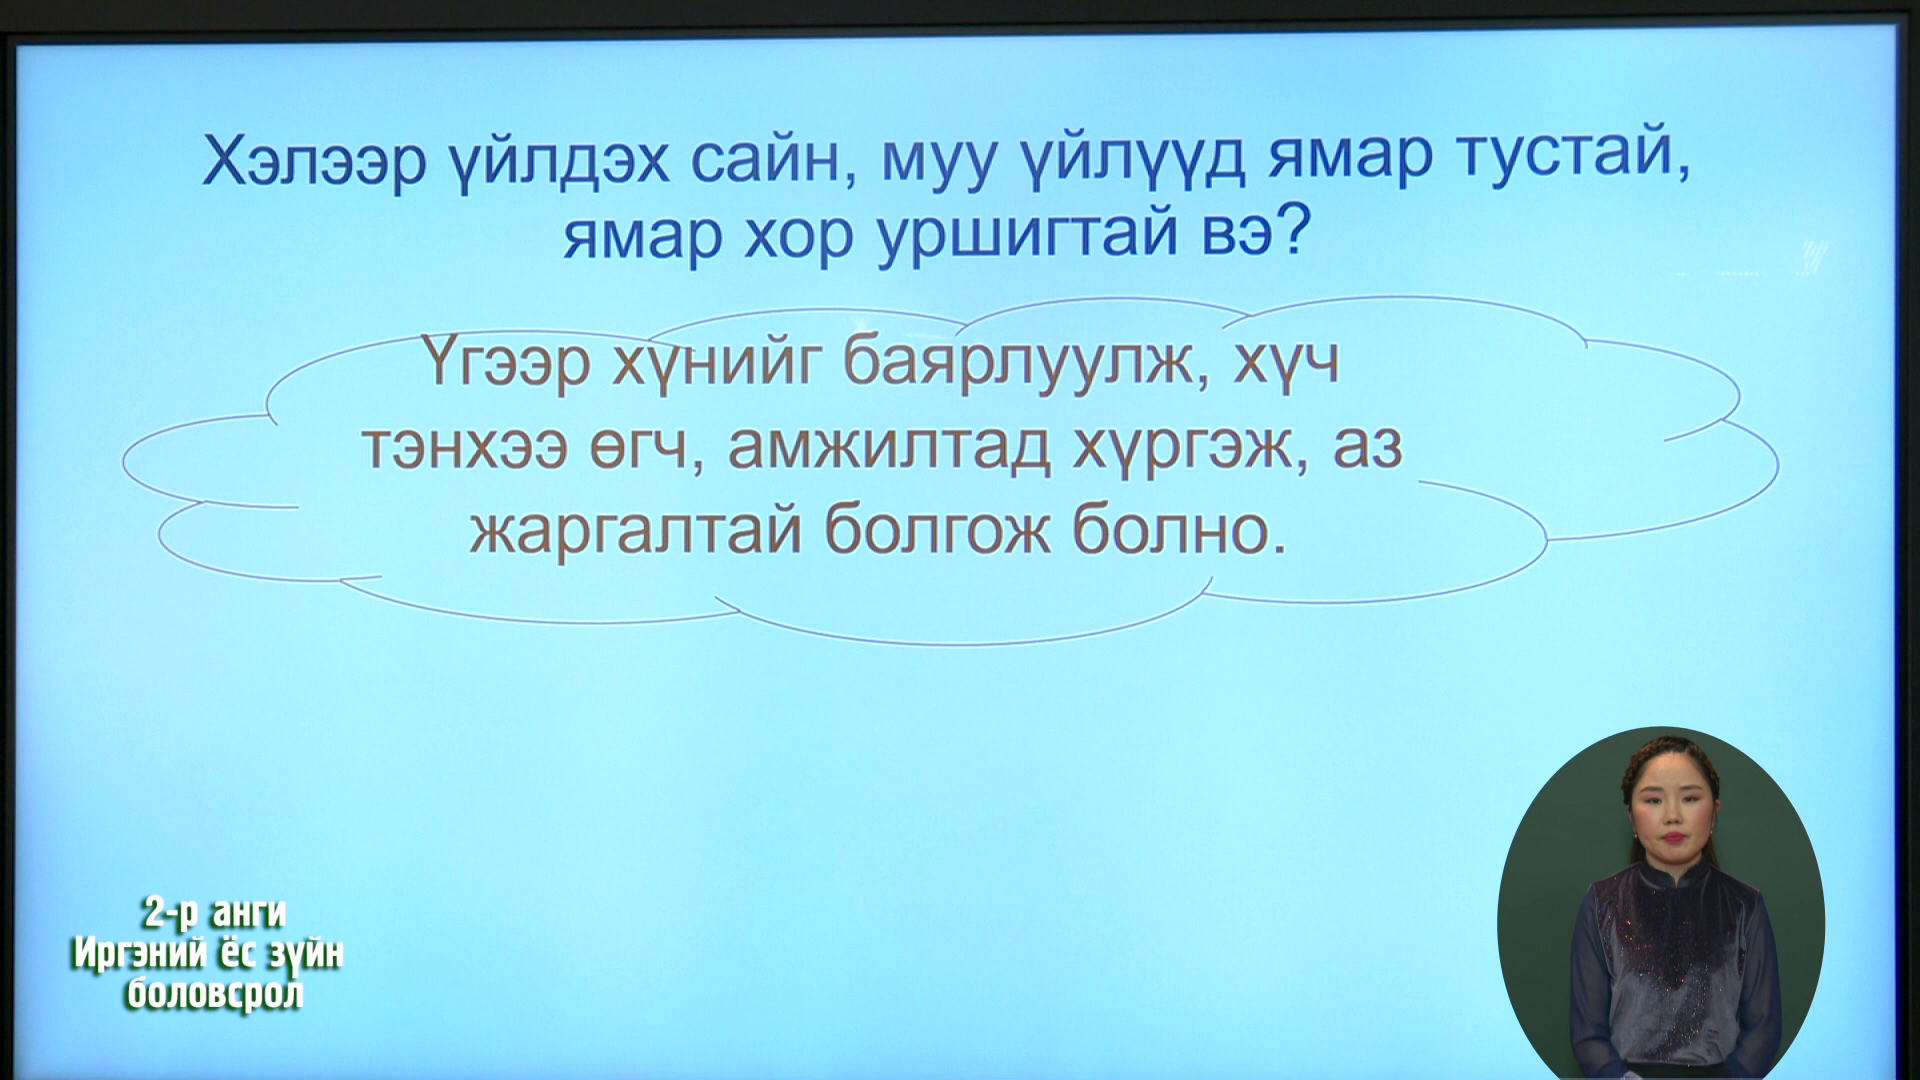 Хэлээр үйлдэх сайн, муу үйлүүд ямар тустай,
ямар хор уршигтай вэ?
Үгээр хүнийг баярлуулж, хүч
тэнхээ өгч, амжилтад хүргэж, аз
жаргалтай болгож болно.
2-р анги
Иргэний ёс зүйн
боловсрол